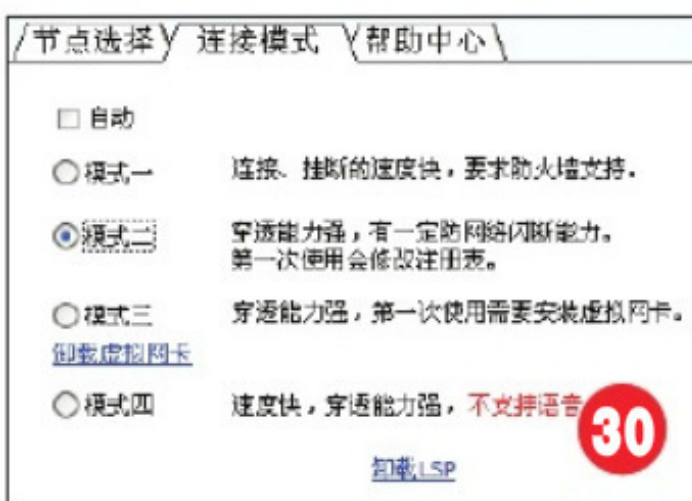 节点选择 连接模式 帮助中心
自动
模式一 连接、挂断的速度快，要求防火墙支持。
模式二 穿透能力强，有一定防网络闪断能力。
第一次使用会修改注册表。
模式三 穿透能力强，第一次使用需要安装虚拟网卡。
卸载虚拟网卡
模式四 速度快，穿透能力强，不支持语音
30
卸载LSP